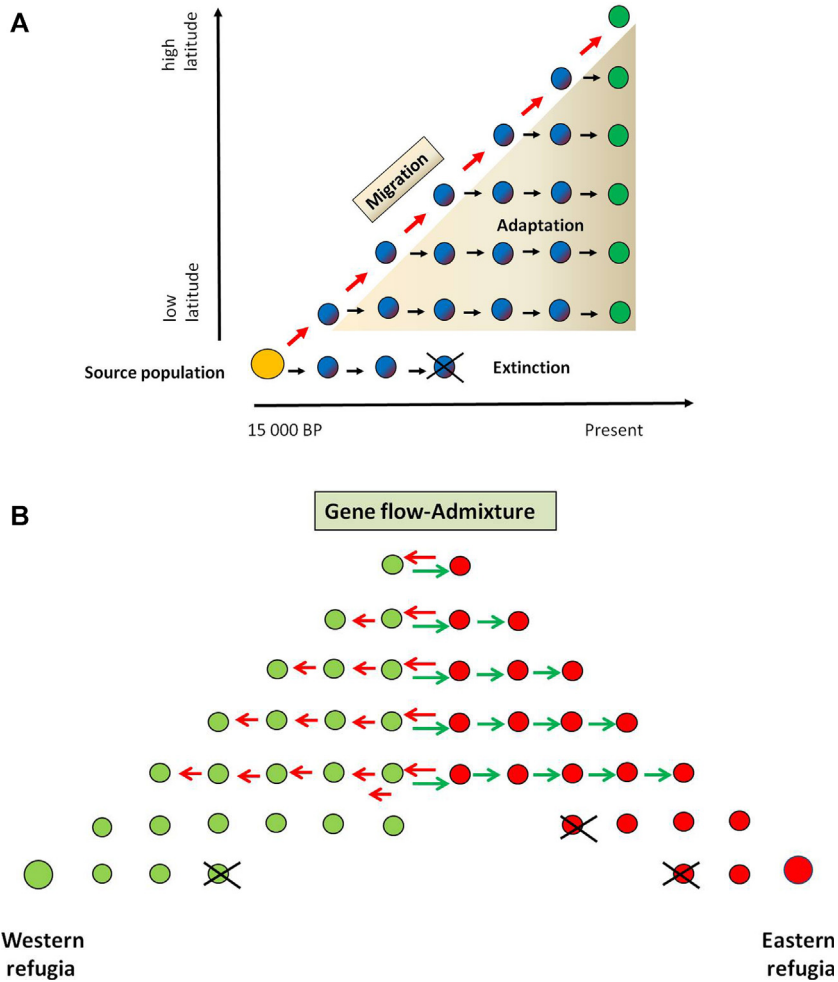 A
high
latitude
Migration
Adaptation
low
latitude
Source population
Extinction
15 000 BP
Present
B
Gene flow-Admixture
Western
refugia
Eastern
refugia